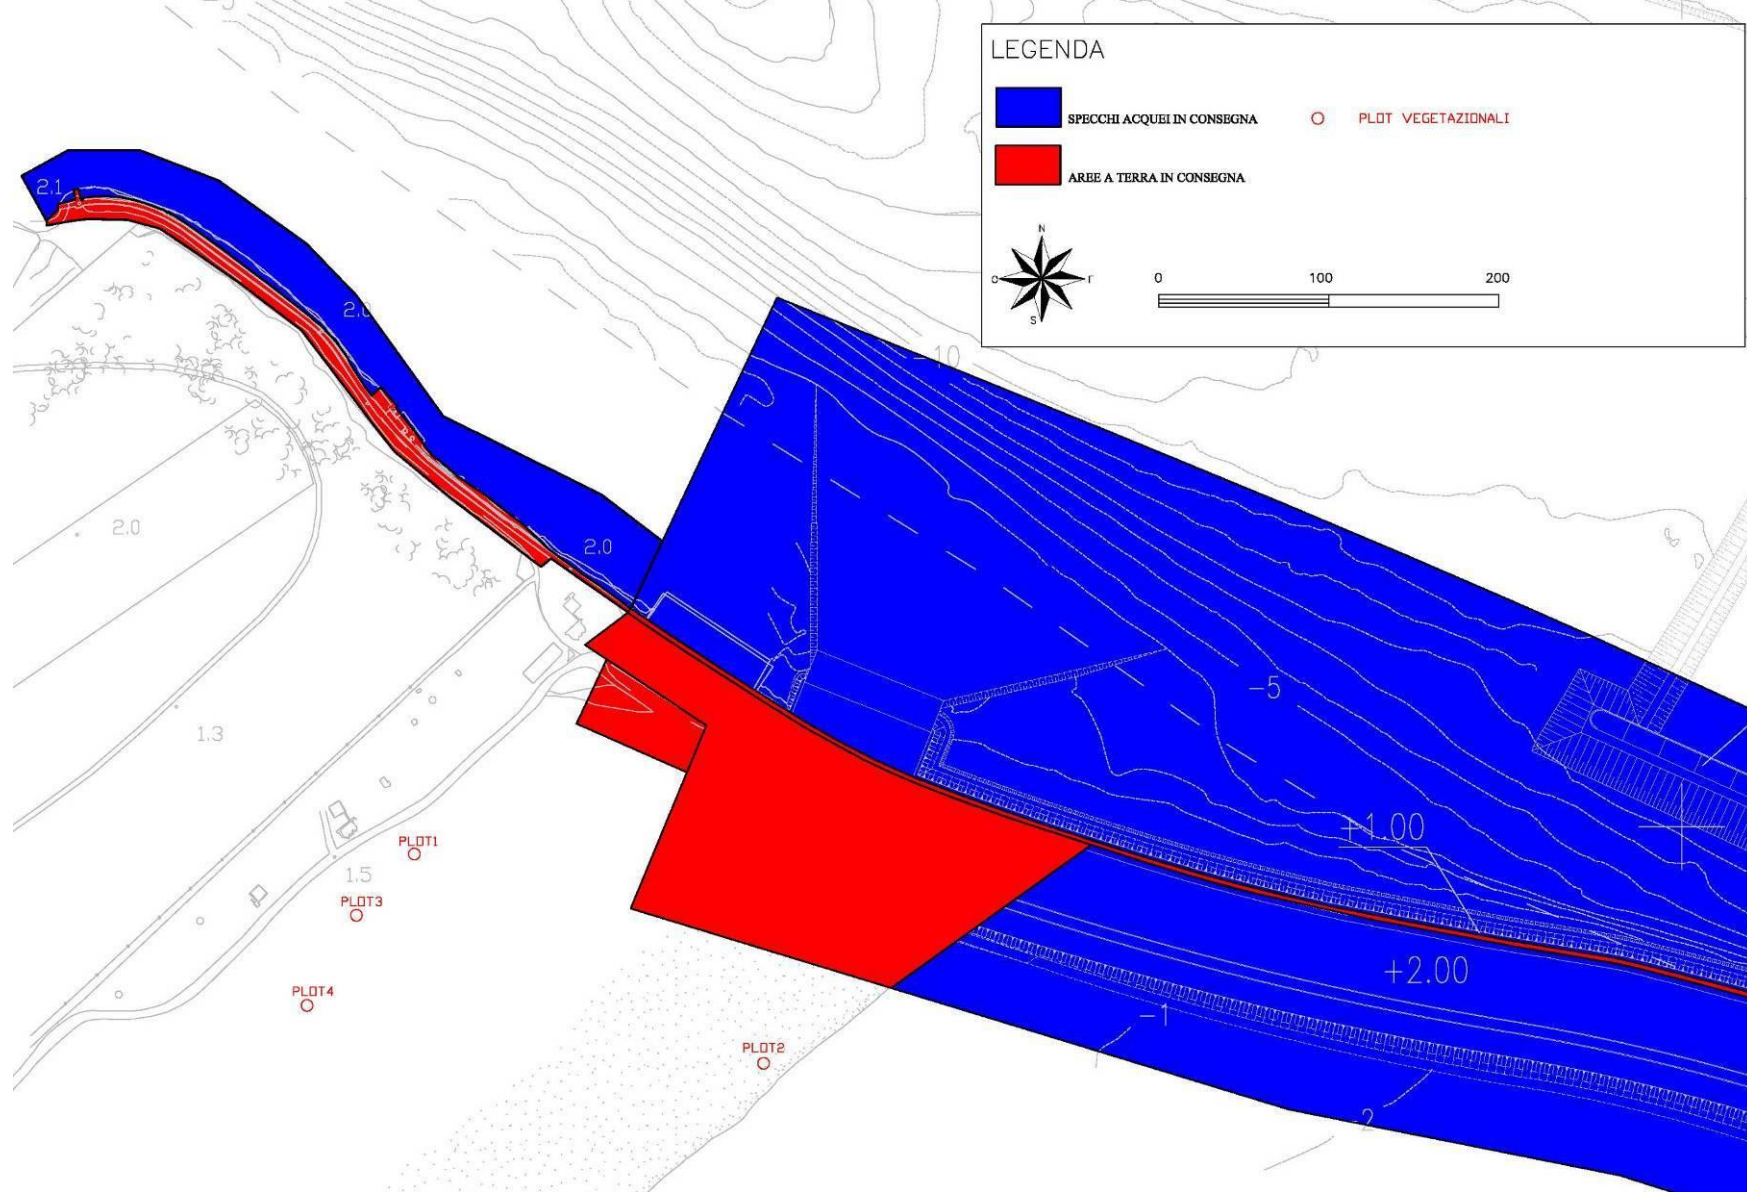 LEGENDA
SPECCHI ACQUEI IN CONSEGNA
PLOT VEGETAZIONALI
AREE A TERRA IN CONSEGNA
N
O
S
0 100 200
2.1
2.0
-10
2.0
2.0
-5
1.3
+1.00
PLOT1
1.5
PLOT3
+2.00
PLOT4
-1
PLOT2
-2